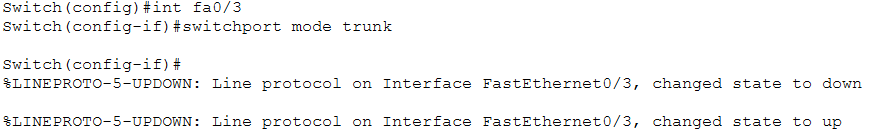 Switch(config)#int fa0/3
Switch(config-if)#switchport mode trunk
Switch(config-if)#
%LINEPROTO-5-UPDOWN: Line protocol on Interface FastEthernet0/3, changed state to down
%LINEPROTO-5-UPDOWN: Line protocol on Interface FastEthernet0/3, changed state to up